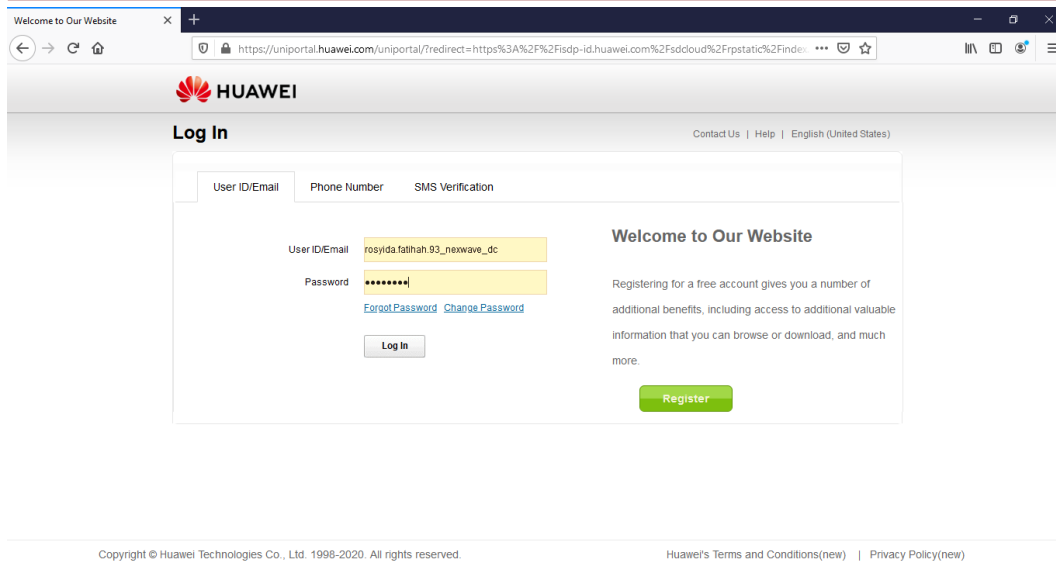 Welcome to Our Website
https://uniportal.huawei.com/uniportal/?redirect=https%3A%2F%2Fisdp-id.huawei.com%2Fsdcloud%2Frpstatic%2Finde
HUAWEI
Log In
Contact Us | Help | English (United States)
User ID/Email Phone Number SMS Verification
User ID/Email rosyida.fatihah.93_nexwave_dc
Password ●●●●●●●●
Forgot Password Change Password
Log In
Welcome to Our Website
Registering for a free account gives you a number of
additional benefits, including access to additional valuable
information that you can browse or download, and much
more.
Register
Copyright © Huawei Technologies Co., Ltd. 1998-2020. All rights reserved.
Huawei's Terms and Conditions(new) | Privacy Policy(new)